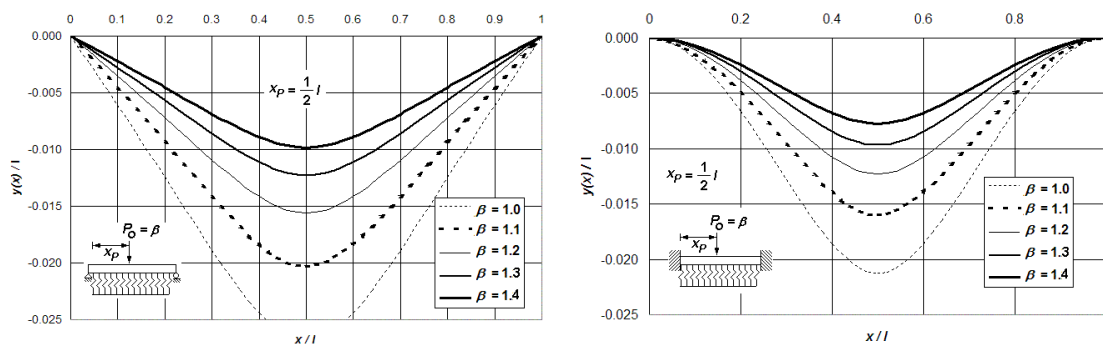 0 0.1 0.2 0.3 0.4 0.5 0.6 0.7 0.8 0.9 1
0.000
-0.005
-0.010
-0.015
-0.020
-0.025
y(x) / l
x / l
x_P = 1/2 l
P_o = β
x_P
β = 1.0
β = 1.1
β = 1.2
β = 1.3
β = 1.4
0 0.2 0.4 0.6 0.8
0.000
-0.005
-0.010
-0.015
-0.020
-0.025
y(x) / l
x / l
x_P = 1/2 l
P_o = β
x_P
β = 1.0
β = 1.1
β = 1.2
β = 1.3
β = 1.4